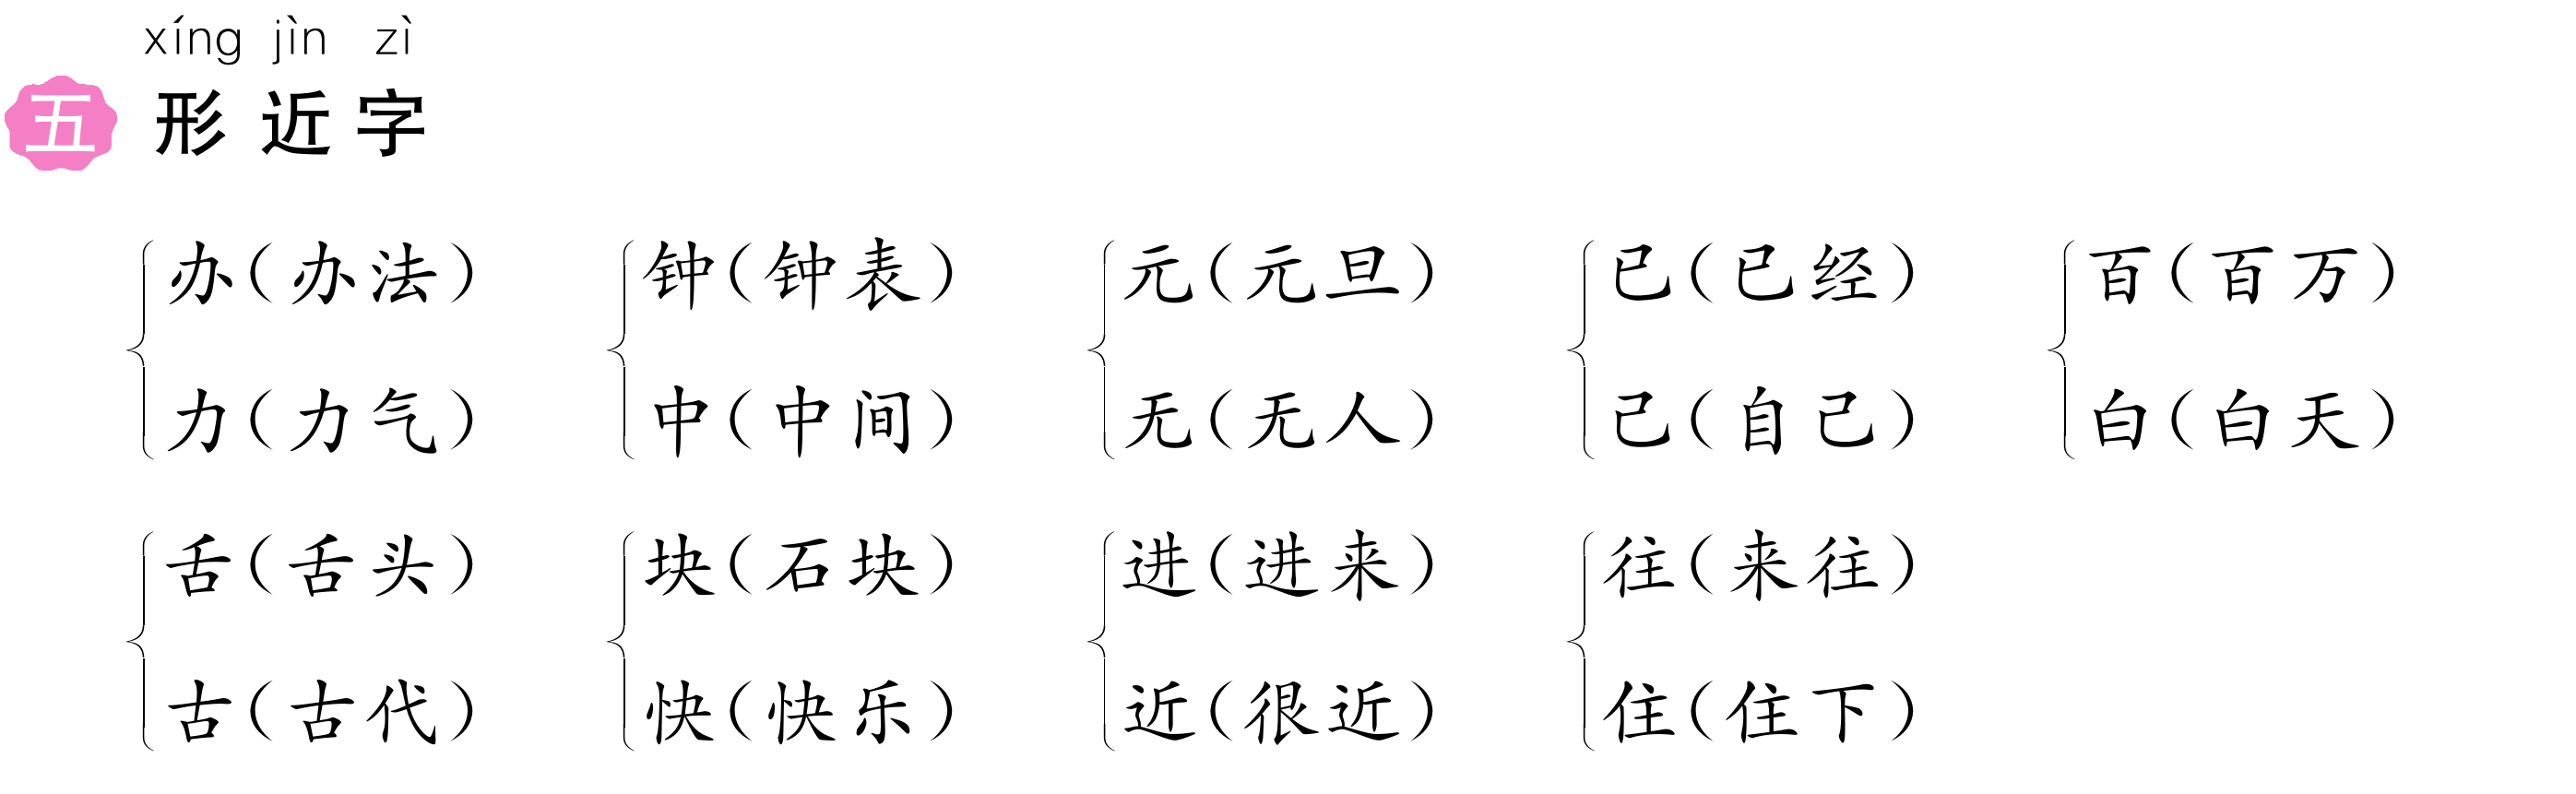 xíng jìn zì
五 形近字
办(办法) 钟(钟表) 元(元旦) 已(已经) 百(百万)
力(力气) 中(中间) 无(无人) 己(自己) 白(白天)
舌(舌头) 块(石块) 进(进来) 往(来往)
古(古代) 快(快乐) 近(很近) 住(住下)